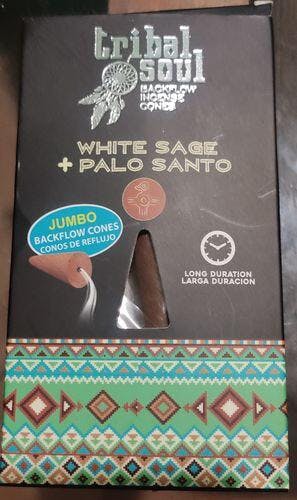 tribal
soul
BACKFLOW
INCENSE
CONES
WHITE SAGE
+ PALO SANTO
JUMBO
BACKFLOW CONES
CONOS DE REFLUJO
LONG DURATION
LARGA DURACION